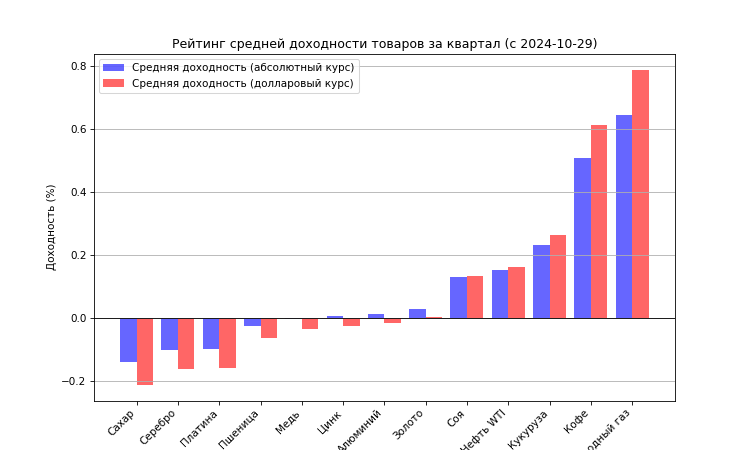 Рейтинг средней доходности товаров за квартал (с 2024-10-29)
Средняя доходность (абсолютный курс)
Средняя доходность (долларовый курс)
Доходность (%)
0.8
0.6
0.4
0.2
0.0
−0.2
Сахар
Серебро
Платина
Пшеница
Медь
Цинк
Алюминий
Золото
Соя
Нефть WTI
Кукуруза
Кофе
газ